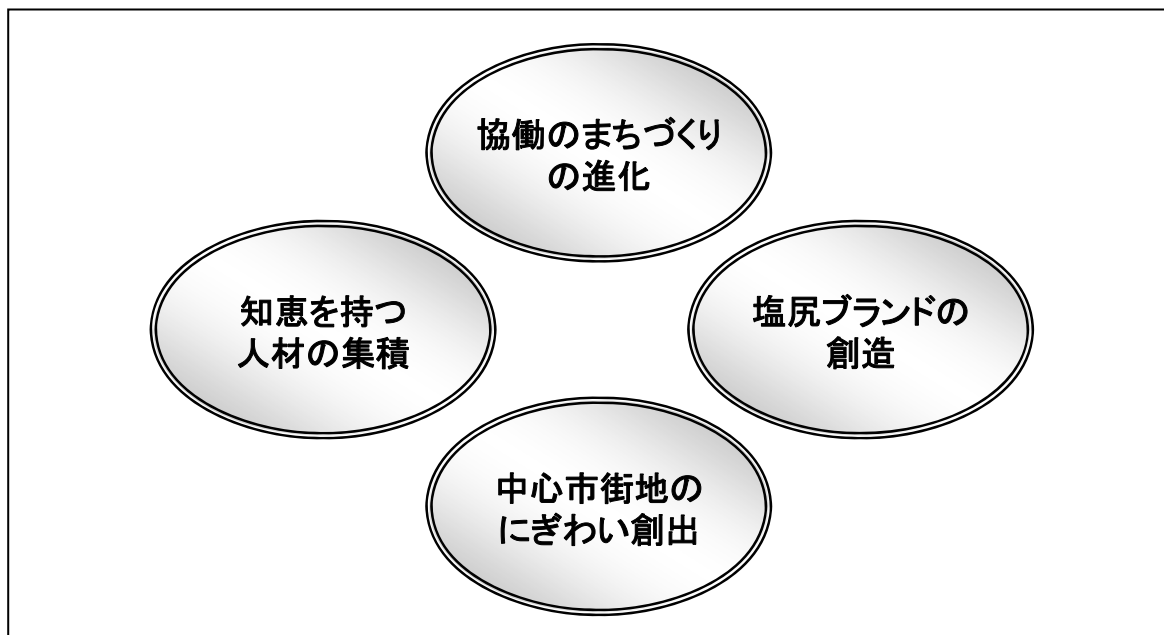 協働のまちづくり
の進化
知恵を持つ
人材の集積
塩尻ブランドの
創造
中心市街地の
にぎわい創出